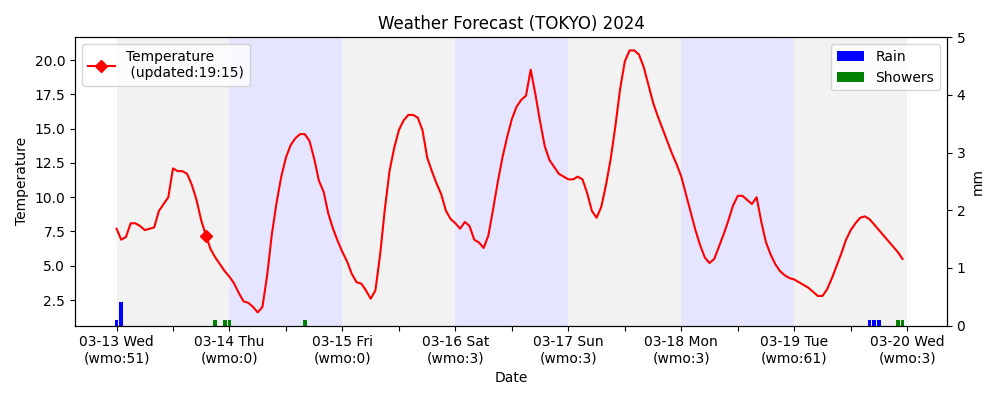 Weather Forecast (TOKYO) 2024
Temperature
(updated:19:15)
Rain
Showers
20.0
17.5
15.0
12.5
10.0
7.5
5.0
2.5
Temperature
5
4
3
2
1
0
mm
03-13 Wed
(wmo:51)
03-14 Thu
(wmo:0)
03-15 Fri
(wmo:0)
03-16 Sat
(wmo:3)
03-17 Sun
(wmo:3)
03-18 Mon
(wmo:3)
03-19 Tue
(wmo:61)
03-20 Wed
(wmo:3)
Date